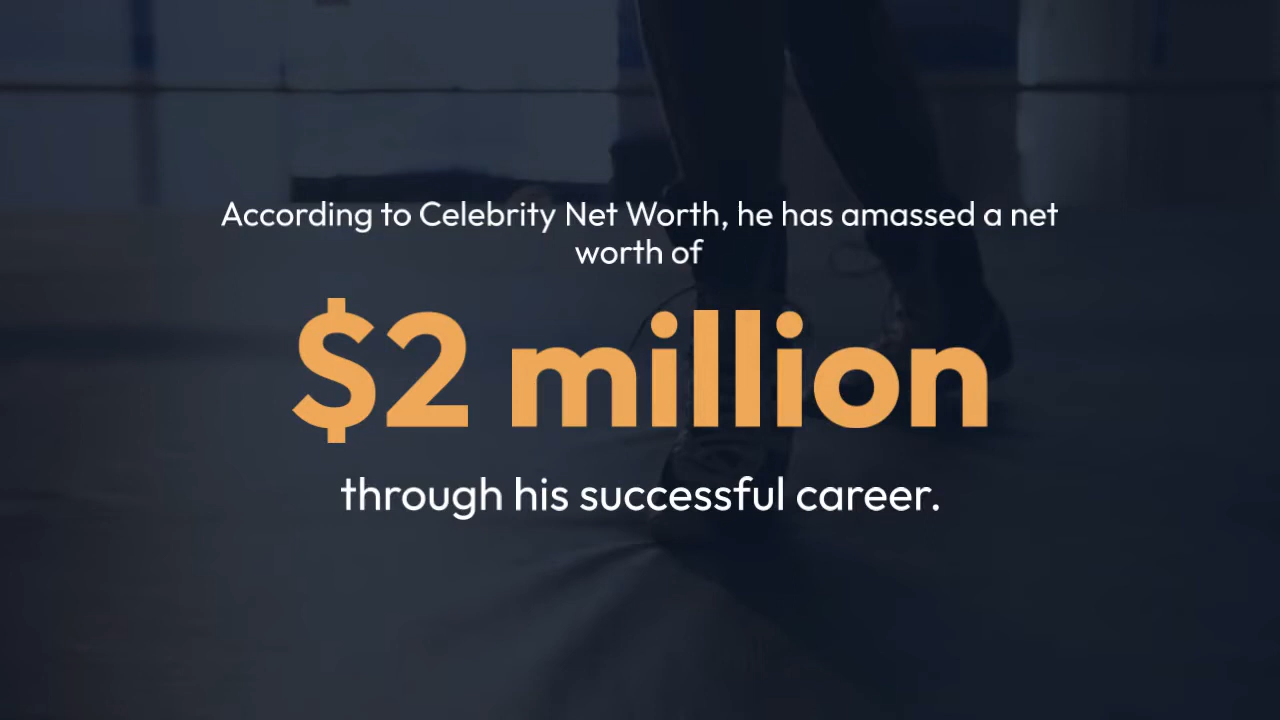 According to Celebrity Net Worth, he has amassed a net
worth of
$2 million
through his successful career.